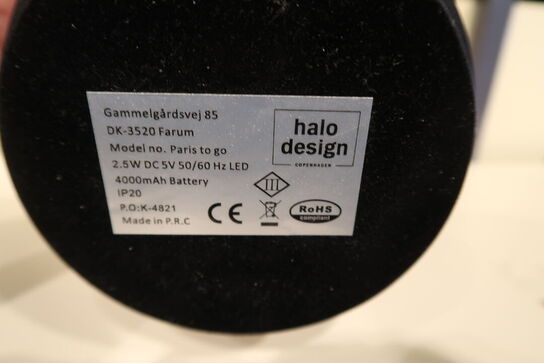 Gammelgårdsvej 85
DK-3520 Farum
Model no. Paris to go
2.5W DC 5V 50/60 Hz LED
4000mAh Battery
IP20
P.O:K-4821
Made in P.R.C
halo
design
COPENHAGEN
III
CE
RoHS
compliant